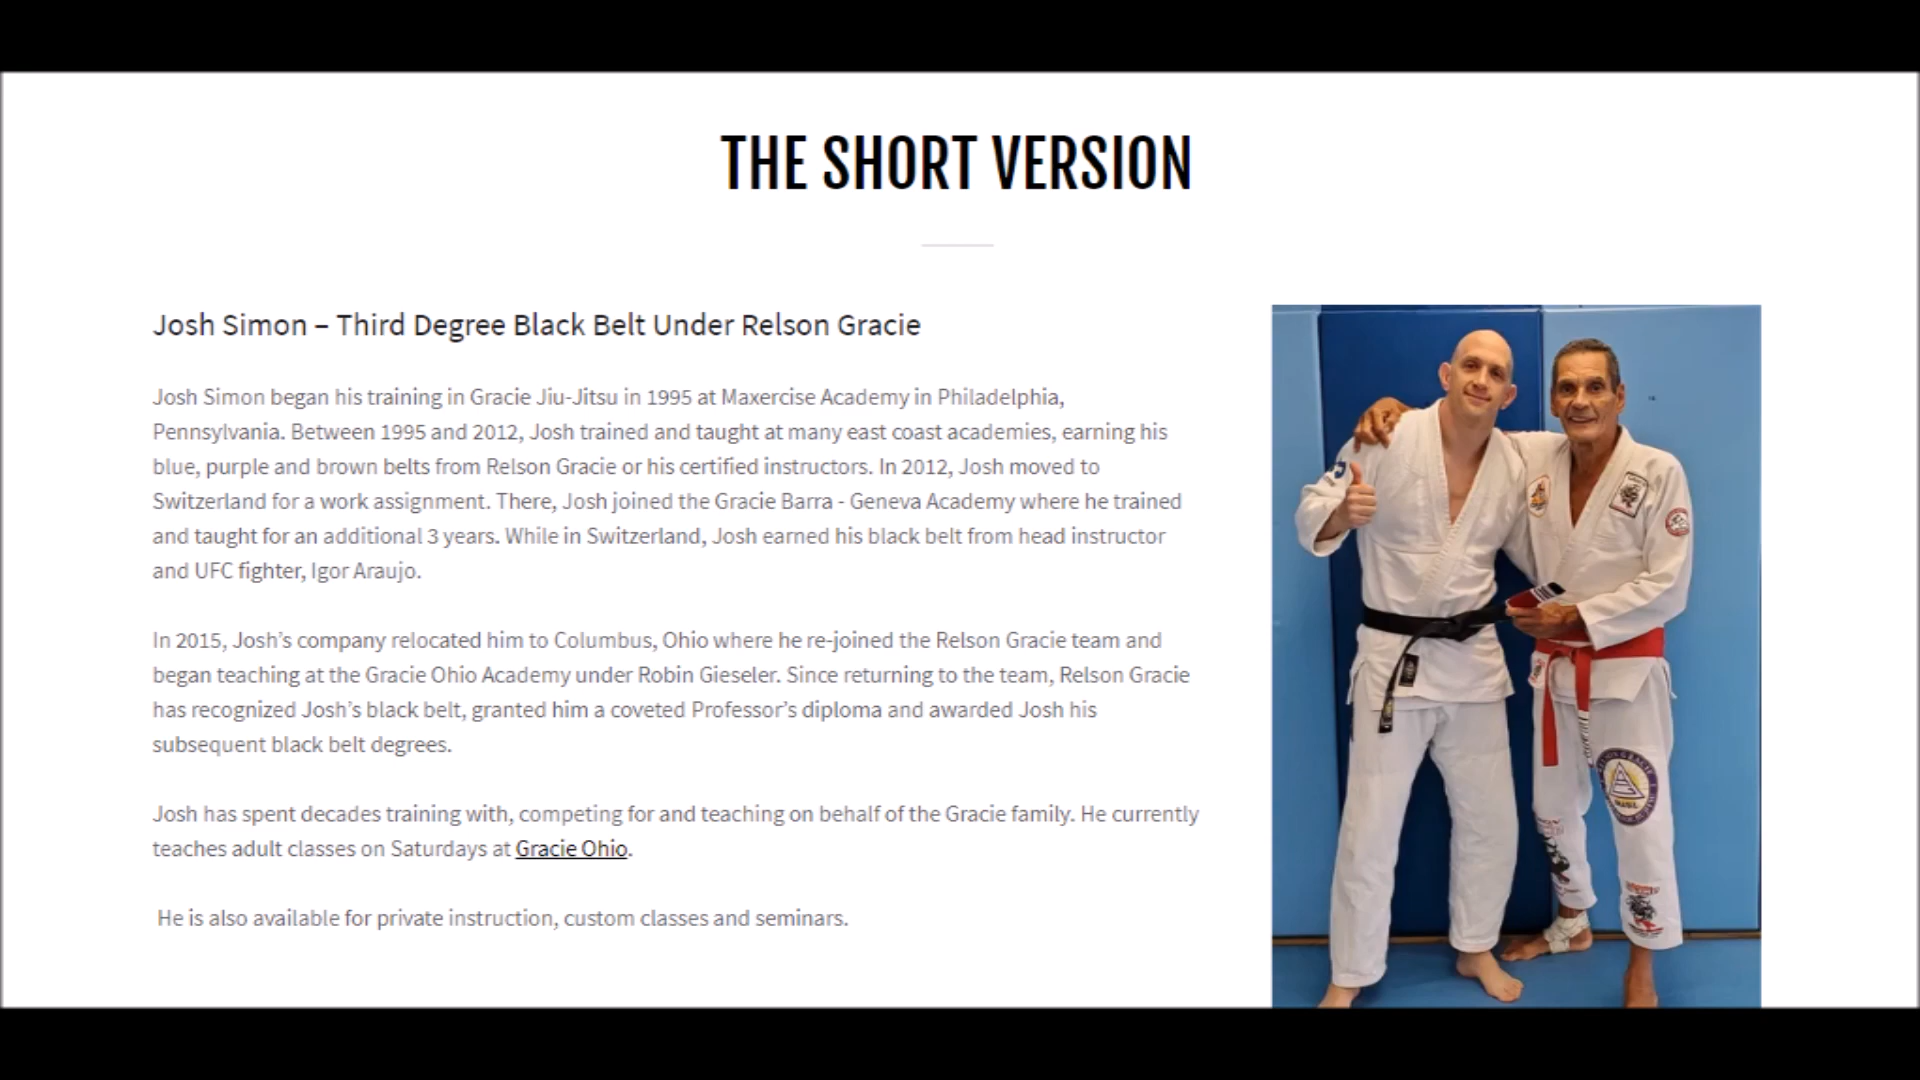 THE SHORT VERSION
Josh Simon – Third Degree Black Belt Under Relson Gracie
Josh Simon began his training in Gracie Jiu-Jitsu in 1995 at Maxercise Academy in Philadelphia,
Pennsylvania. Between 1995 and 2012, Josh trained and taught at many east coast academies, earning his
blue, purple and brown belts from Relson Gracie or his certified instructors. In 2012, Josh moved to
Switzerland for a work assignment. There, Josh joined the Gracie Barra - Geneva Academy where he trained
and taught for an additional 3 years. While in Switzerland, Josh earned his black belt from head instructor
and UFC fighter, Igor Araujo.
In 2015, Josh’s company relocated him to Columbus, Ohio where he re-joined the Relson Gracie team and
began teaching at the Gracie Ohio Academy under Robin Gieseler. Since returning to the team, Relson Gracie
has recognized Josh’s black belt, granted him a coveted Professor’s diploma and awarded Josh his
subsequent black belt degrees.
Josh has spent decades training with, competing for and teaching on behalf of the Gracie family. He currently
teaches adult classes on Saturdays at Gracie Ohio.
He is also available for private instruction, custom classes and seminars.